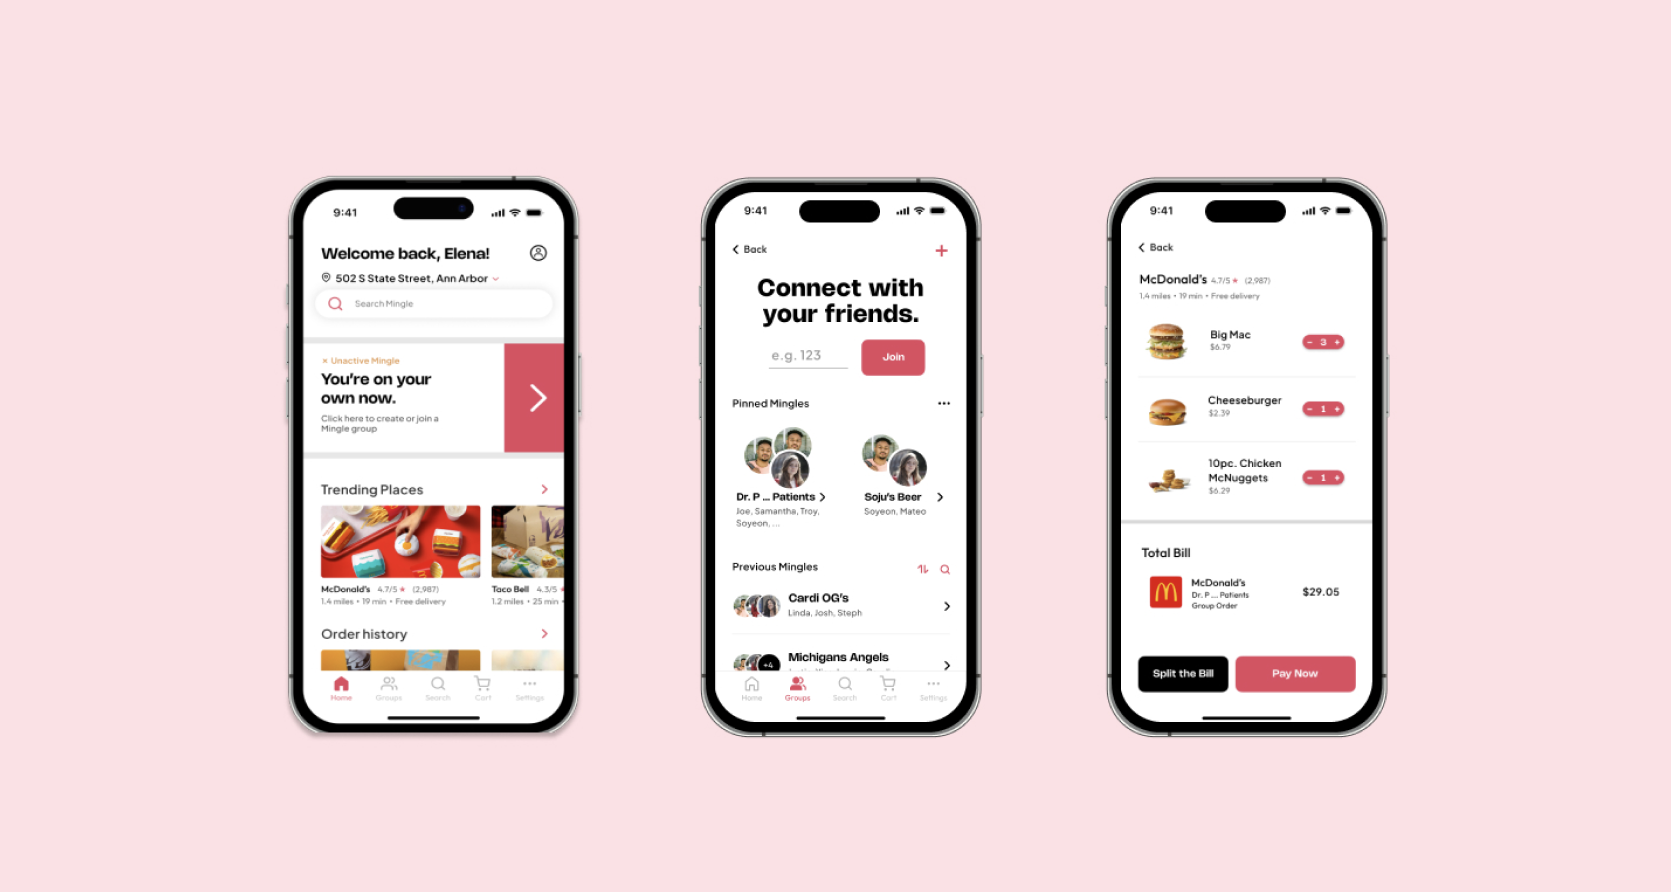 9:41
Welcome back, Elena!
502 S State Street, Ann Arbor
Search Mingle
× Unactive Mingle
You're on your
own now.
Click here to create or join a
Mingle group
Trending Places
McDonald's 4.7/5 ★ (2,987)
1.4 miles • 19 min • Free delivery
Taco Bell 4.3/5
1.2 miles • 25 min •
Order history
Home Groups Search Cart Settings
9:41
Back
Connect with
your friends.
e.g. 123 Join
Pinned Mingles
Dr. P ... Patients
Joe, Samantha, Troy,
Soyeon, ...
Soju's Beer
Soyeon, Mateo
Previous Mingles
Cardi OG's
Linda, Josh, Steph
+4
Michigans Angels
Home Groups Search Cart Settings
9:41
Back
McDonald's 4.7/5 ★ (2,987)
1.4 miles • 19 min • Free delivery
Big Mac
$6.79
− 3 +
Cheeseburger
$2.39
− 1 +
10pc. Chicken
McNuggets
$6.29
− 1 +
Total Bill
McDonald's
Dr. P ... Patients
Group Order
$29.05
Split the Bill Pay Now